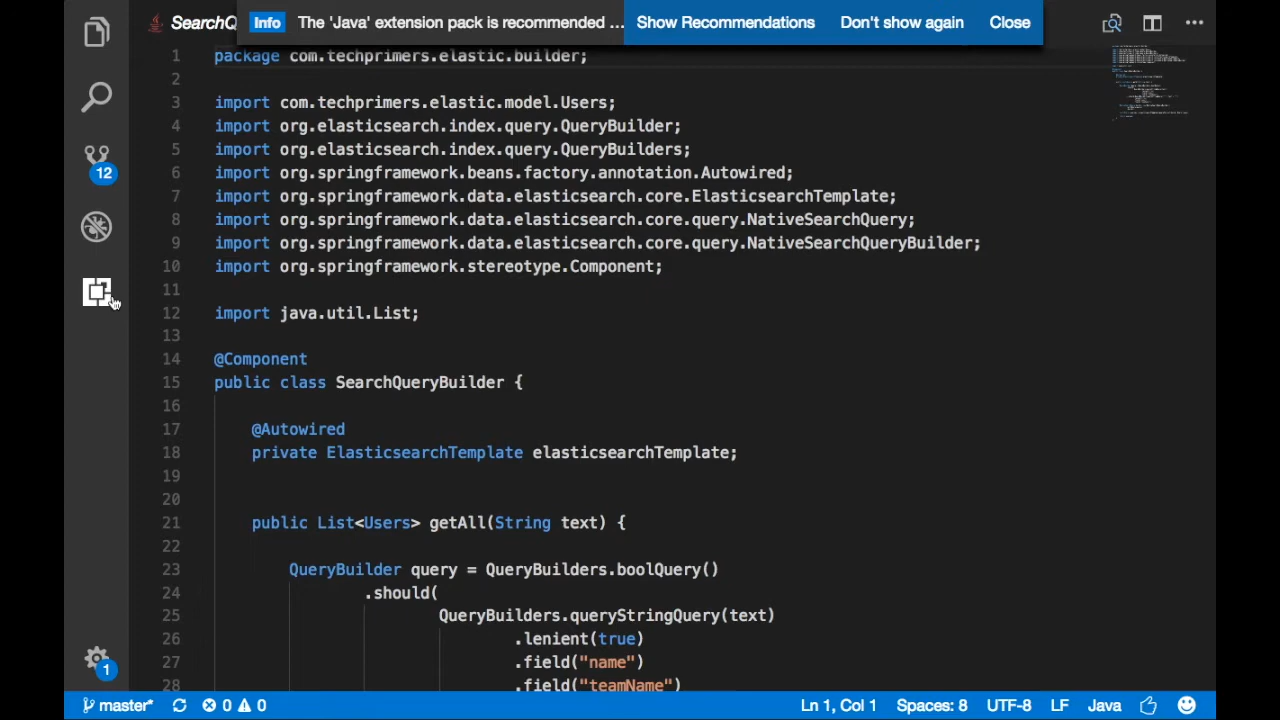 SearchQ
Info The 'Java' extension pack is recommended ... Show Recommendations Don't show again Close
1 package com.techprimers.elastic.builder;
2
3 import com.techprimers.elastic.model.Users;
4 import org.elasticsearch.index.query.QueryBuilder;
5 import org.elasticsearch.index.query.QueryBuilders;
6 import org.springframework.beans.factory.annotation.Autowired;
7 import org.springframework.data.elasticsearch.core.ElasticsearchTemplate;
8 import org.springframework.data.elasticsearch.core.query.NativeSearchQuery;
9 import org.springframework.data.elasticsearch.core.query.NativeSearchQueryBuilder;
10 import org.springframework.stereotype.Component;
11
12 import java.util.List;
13
14 @Component
15 public class SearchQueryBuilder {
16
17 @Autowired
18 private ElasticsearchTemplate elasticsearchTemplate;
19
20
21 public List<Users> getAll(String text) {
22
23 QueryBuilder query = QueryBuilders.boolQuery()
24 .should(
25 QueryBuilders.queryStringQuery(text)
26 .lenient(true)
27 .field("name")
28 .field("teamName")
12
1
master* 0 0 Ln 1, Col 1 Spaces: 8 UTF-8 LF Java